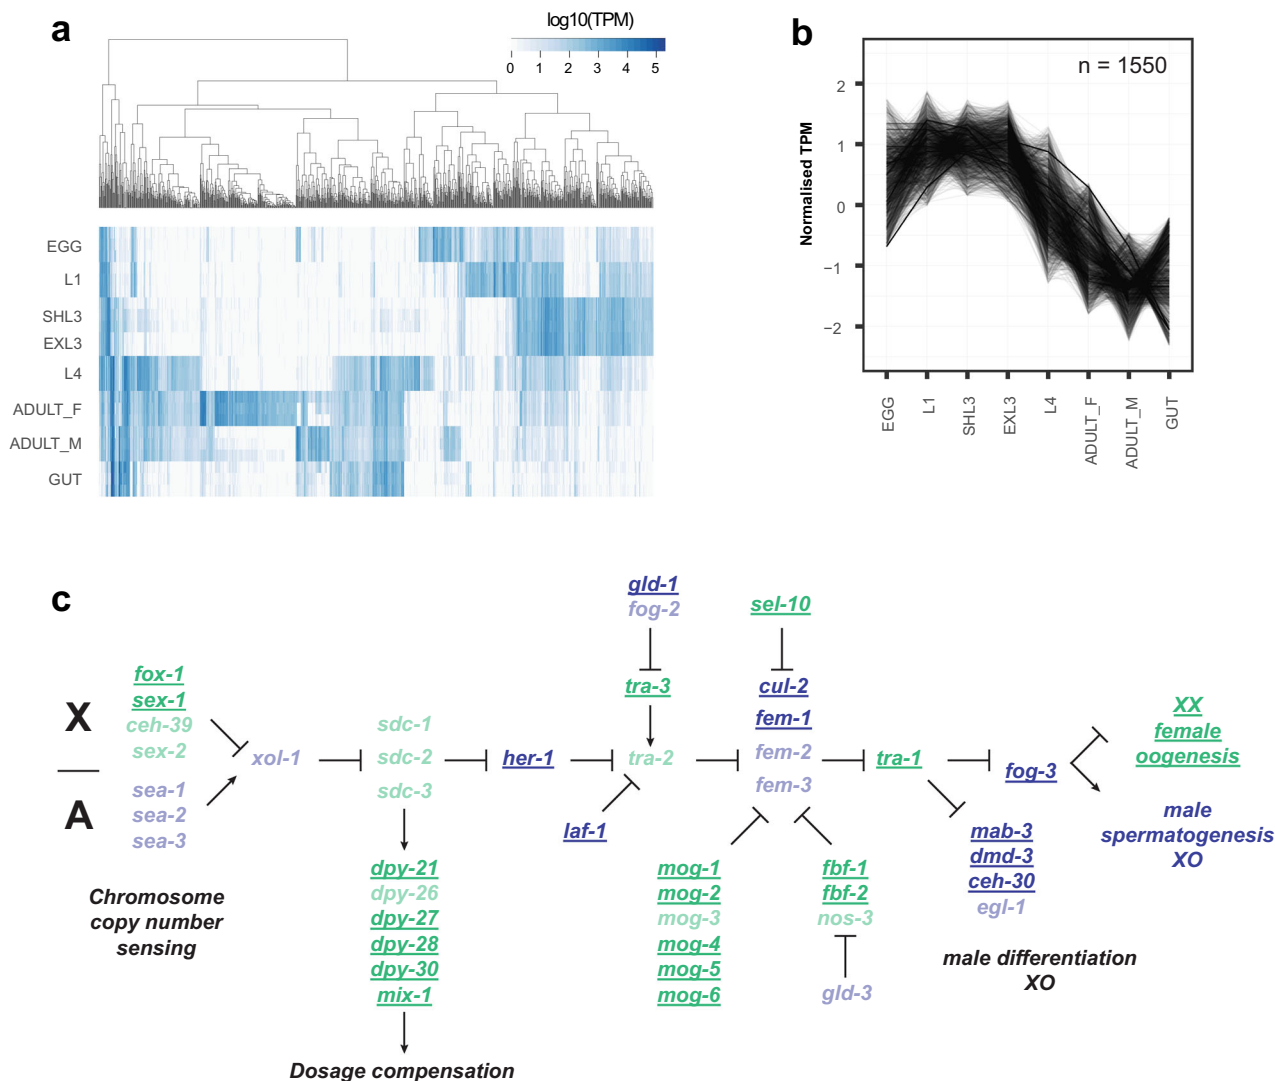 a
log10(TPM)
0 1 2 3 4 5
EGG
L1
SHL3
EXL3
L4
ADULT_F
ADULT_M
GUT
b
n = 1550
Normalised TPM
2
1
0
−1
−2
EGG
L1
SHL3
EXL3
L4
ADULT_F
ADULT_M
GUT
c
X
A
fox-1
sex-1
ceh-39
sex-2
sea-1
sea-2
sea-3
Chromosome
copy number
sensing
xol-1
sdc-1
sdc-2
sdc-3
dpy-21
dpy-26
dpy-27
dpy-28
dpy-30
mix-1
Dosage compensation
her-1
laf-1
gld-1
fog-2
tra-3
tra-2
sel-10
cul-2
fem-1
fem-2
fem-3
mog-1
mog-2
mog-3
mog-4
mog-5
mog-6
fbf-1
fbf-2
nos-3
gld-3
tra-1
fog-3
mab-3
dmd-3
ceh-30
egl-1
male differentiation
XO
XX
female
oogenesis
male
spermatogenesis
XO